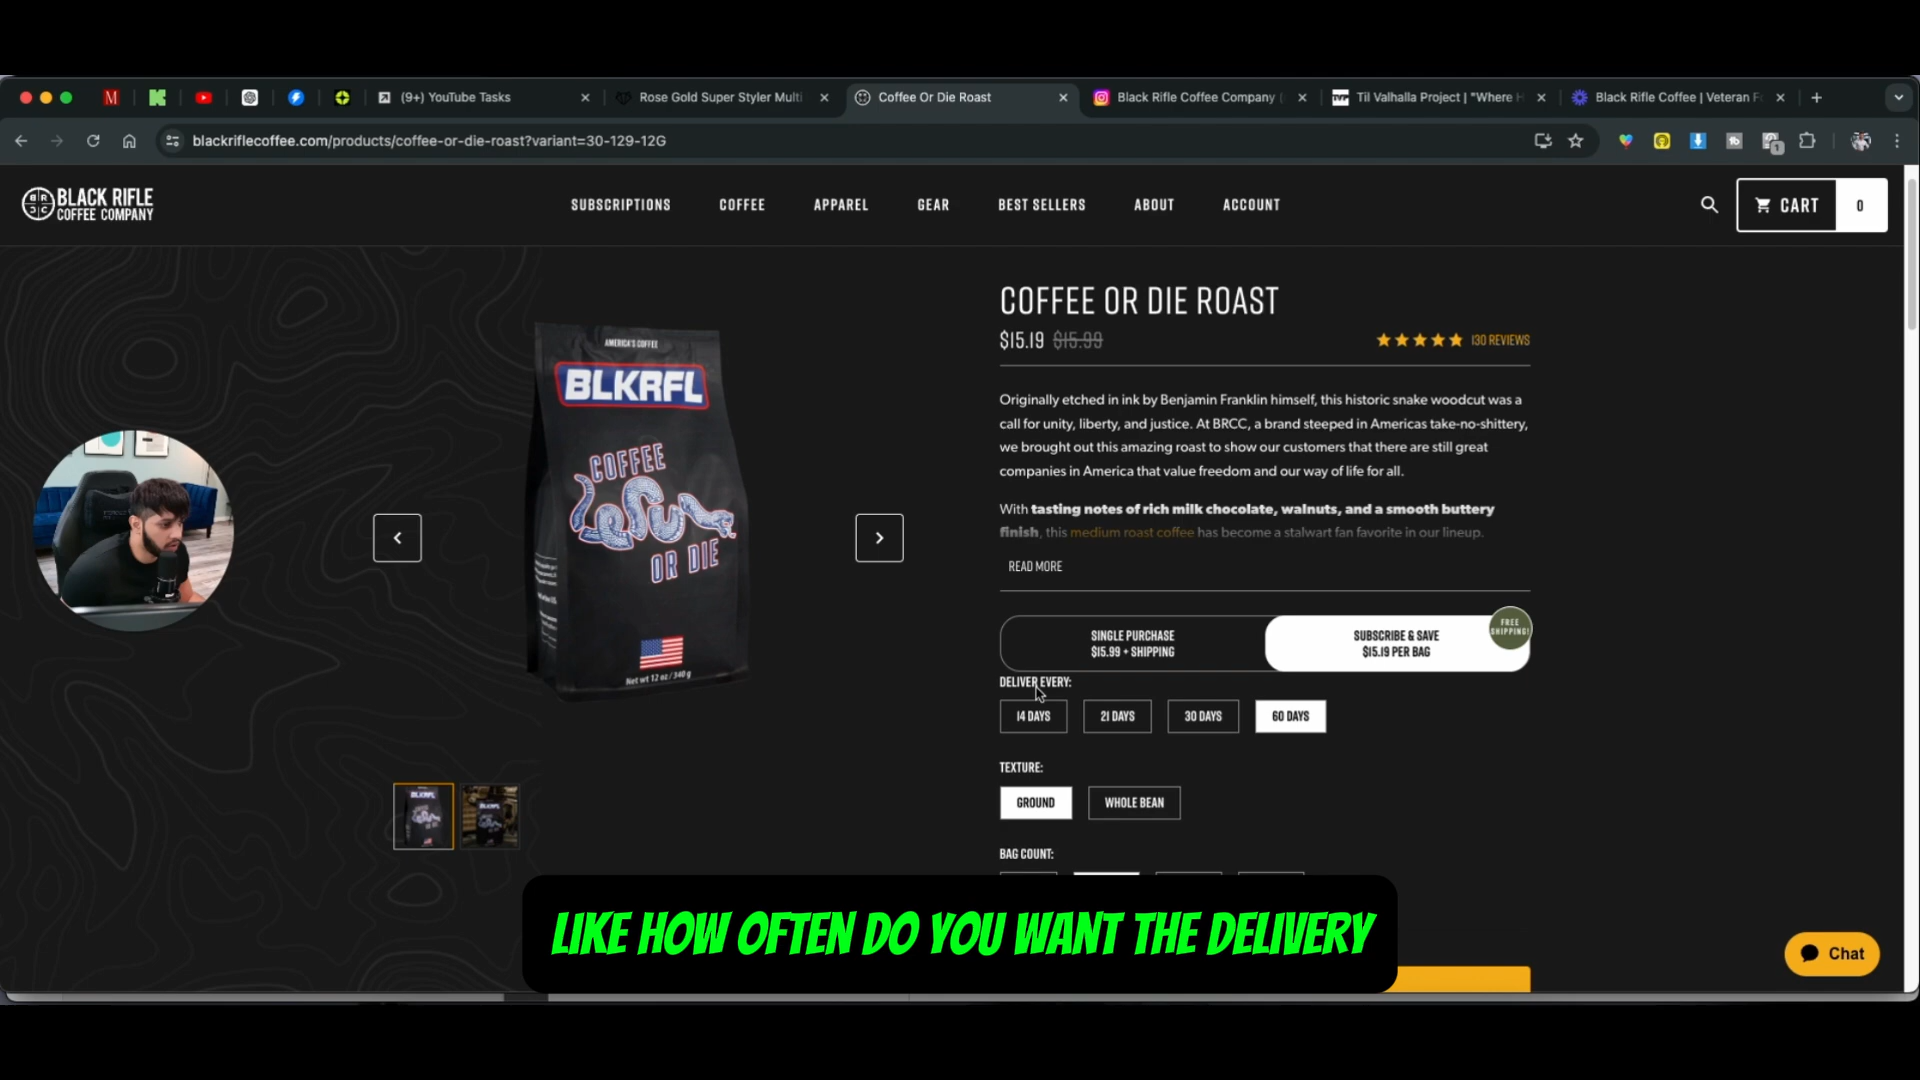 (9+) YouTube Tasks
Rose Gold Super Styler Multi
Coffee Or Die Roast
Black Rifle Coffee Company (
Til Valhalla Project | "Where H
Black Rifle Coffee | Veteran F
blackriflecoffee.com/products/coffee-or-die-roast?variant=30-129-12G
BLACK RIFLE
COFFEE COMPANY
SUBSCRIPTIONS
COFFEE
APPAREL
GEAR
BEST SELLERS
ABOUT
ACCOUNT
CART
0
AMERICA'S COFFEE
BLKRFL
COFFEE
OR DIE
Net wt 12 oz / 340 g
COFFEE OR DIE ROAST
$15.19 $15.99
130 REVIEWS
Originally etched in ink by Benjamin Franklin himself, this historic snake woodcut was a
call for unity, liberty, and justice. At BRCC, a brand steeped in Americas take-no-shittery,
we brought out this amazing roast to show our customers that there are still great
companies in America that value freedom and our way of life for all.
With tasting notes of rich milk chocolate, walnuts, and a smooth buttery
finish, this medium roast coffee has become a stalwart fan favorite in our lineup.
READ MORE
SINGLE PURCHASE
$15.99 + SHIPPING
SUBSCRIBE & SAVE
$15.19 PER BAG
FREE
SHIPPING!
DELIVER EVERY:
14 DAYS
21 DAYS
30 DAYS
60 DAYS
TEXTURE:
GROUND
WHOLE BEAN
BAG COUNT:
LIKE HOW OFTEN DO YOU WANT THE DELIVERY
Chat